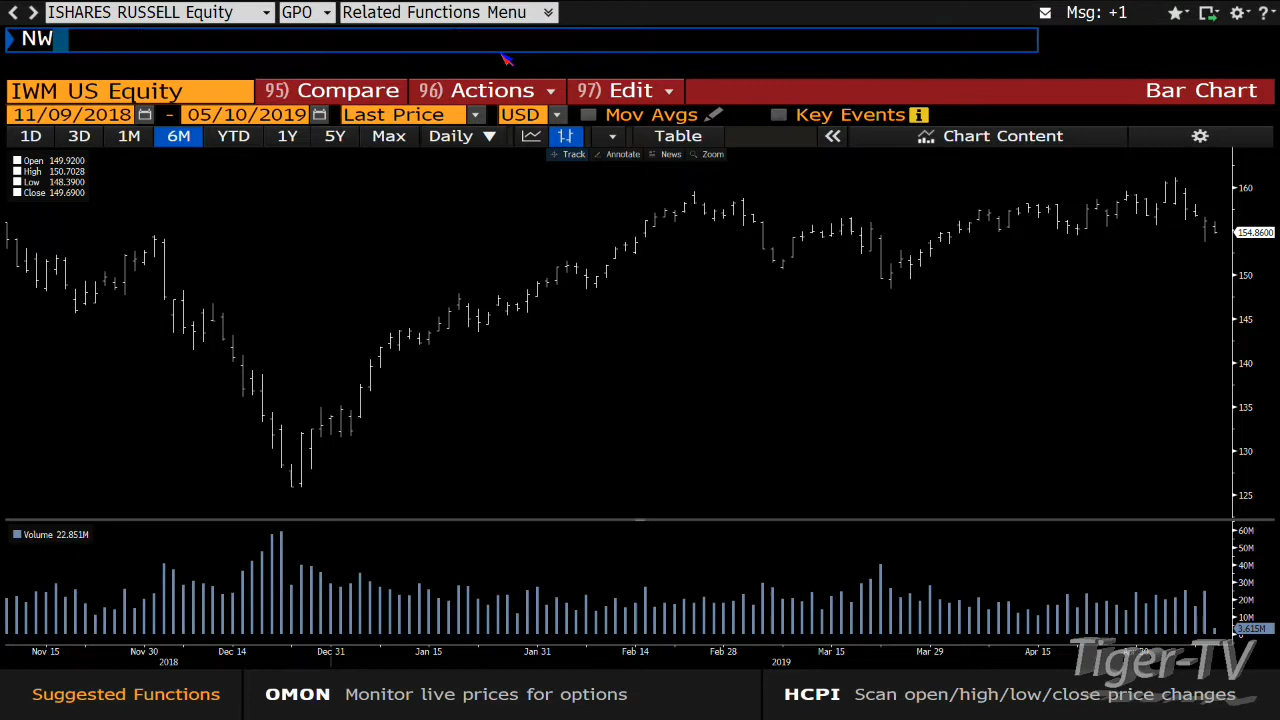 ISHARES RUSSELL Equity GPO Related Functions Menu Msg: +1 ?
NW
IWM US Equity 95) Compare 96) Actions 97) Edit Bar Chart
11/09/2018 - 05/10/2019 Last Price USD Mov Avgs Key Events
1D 3D 1M 6M YTD 1Y 5Y Max Daily ▼ Table « Chart Content
Track Annotate News Zoom
Open 149.9200
High 150.7028
Low 148.3900
Close 149.6900
160
154.8600
150
145
140
135
130
125
Volume 22.851M
60M
50M
40M
30M
20M
10M
3.615M
0
Nov 15 Nov 30 Dec 14 Dec 31 Jan 15 Jan 31 Feb 14 Feb 28 Mar 15 Mar 29 Apr 15 Apr 30
2018 2019
Tiger-TV
Suggested Functions OMON Monitor live prices for options HCPI Scan open/high/low/close price changes